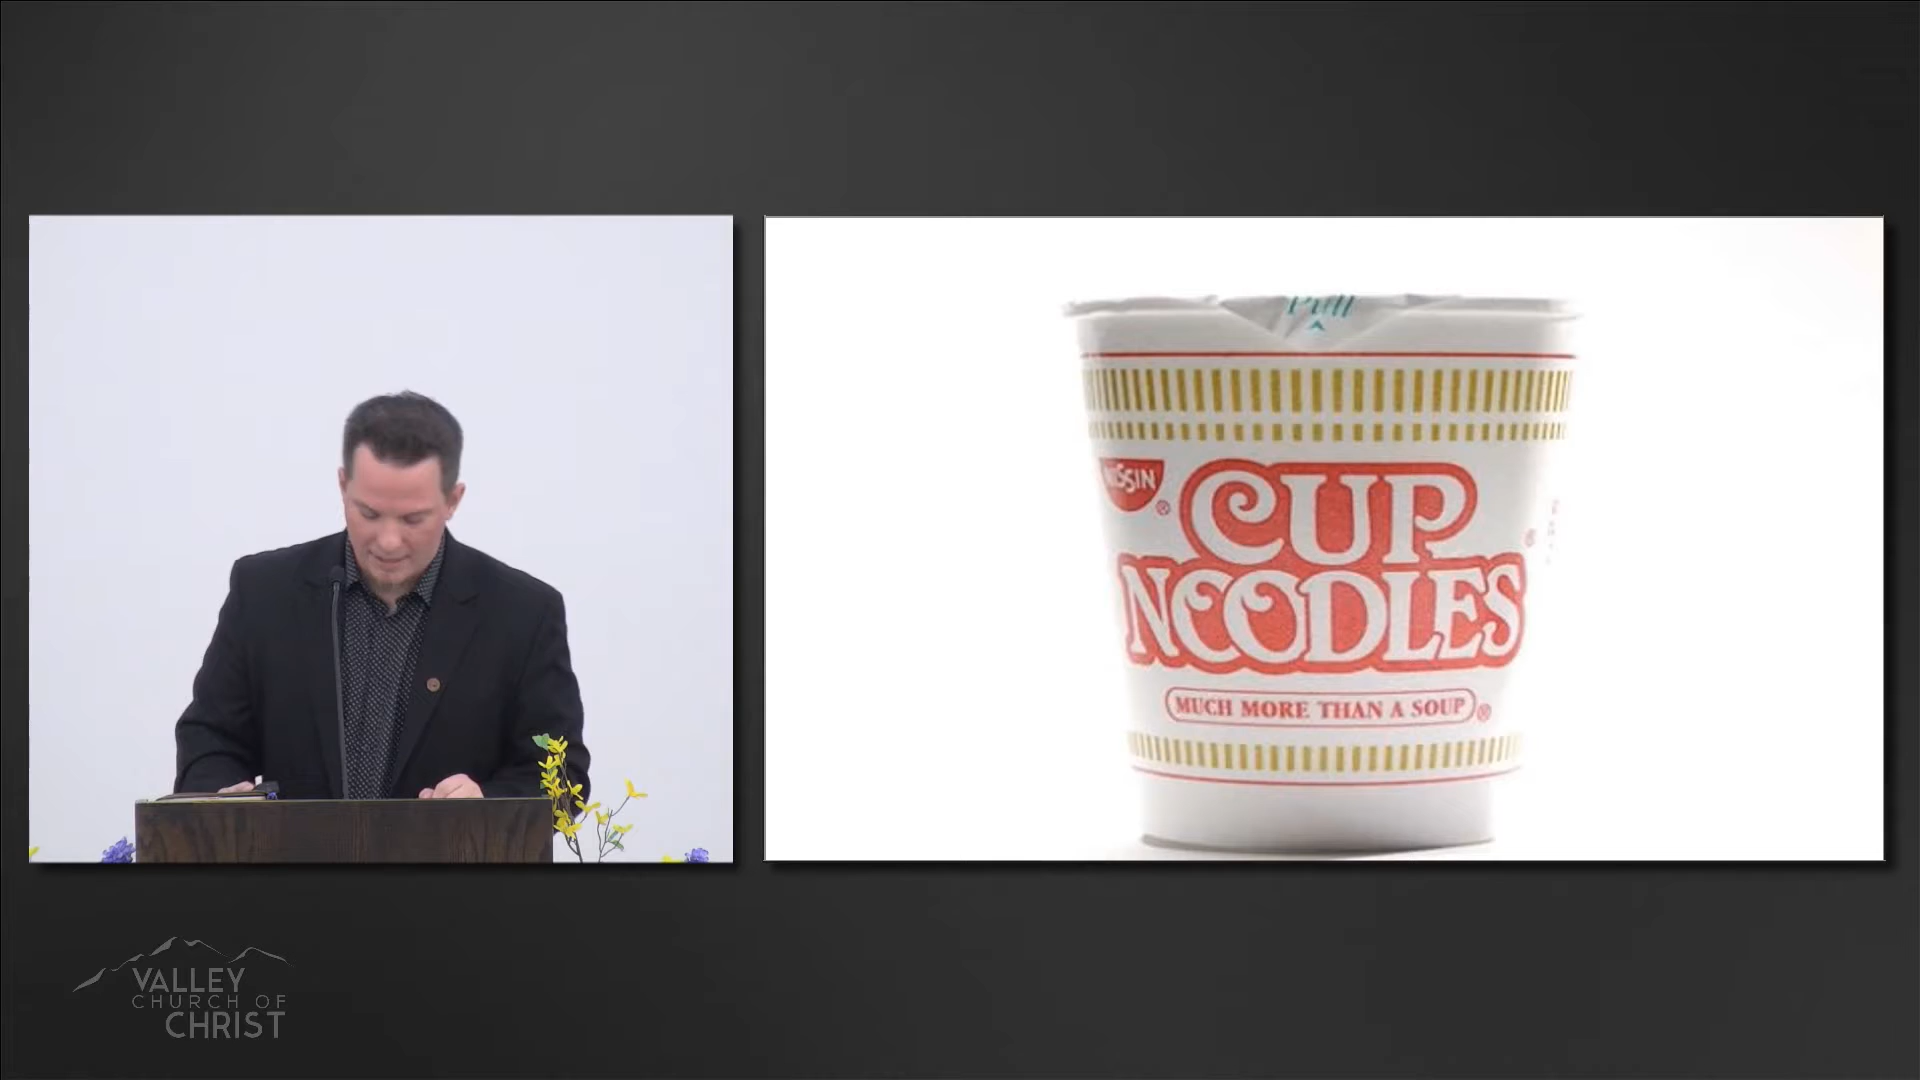 Pull
NISSIN
CUP
NOODLES
MUCH MORE THAN A SOUP
VALLEY
CHURCH OF
CHRIST